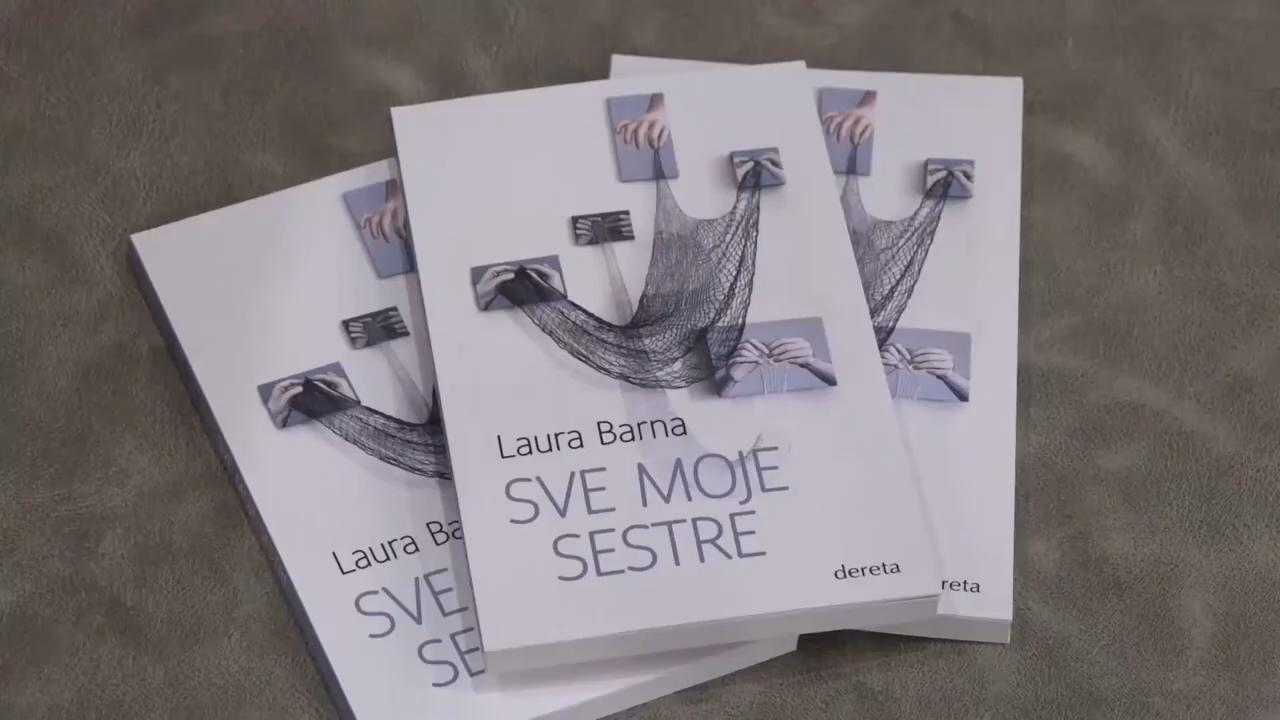 Laura Barna
SVE MOJE
SESTRE
dereta
Laura Ba
SVE
SE
reta